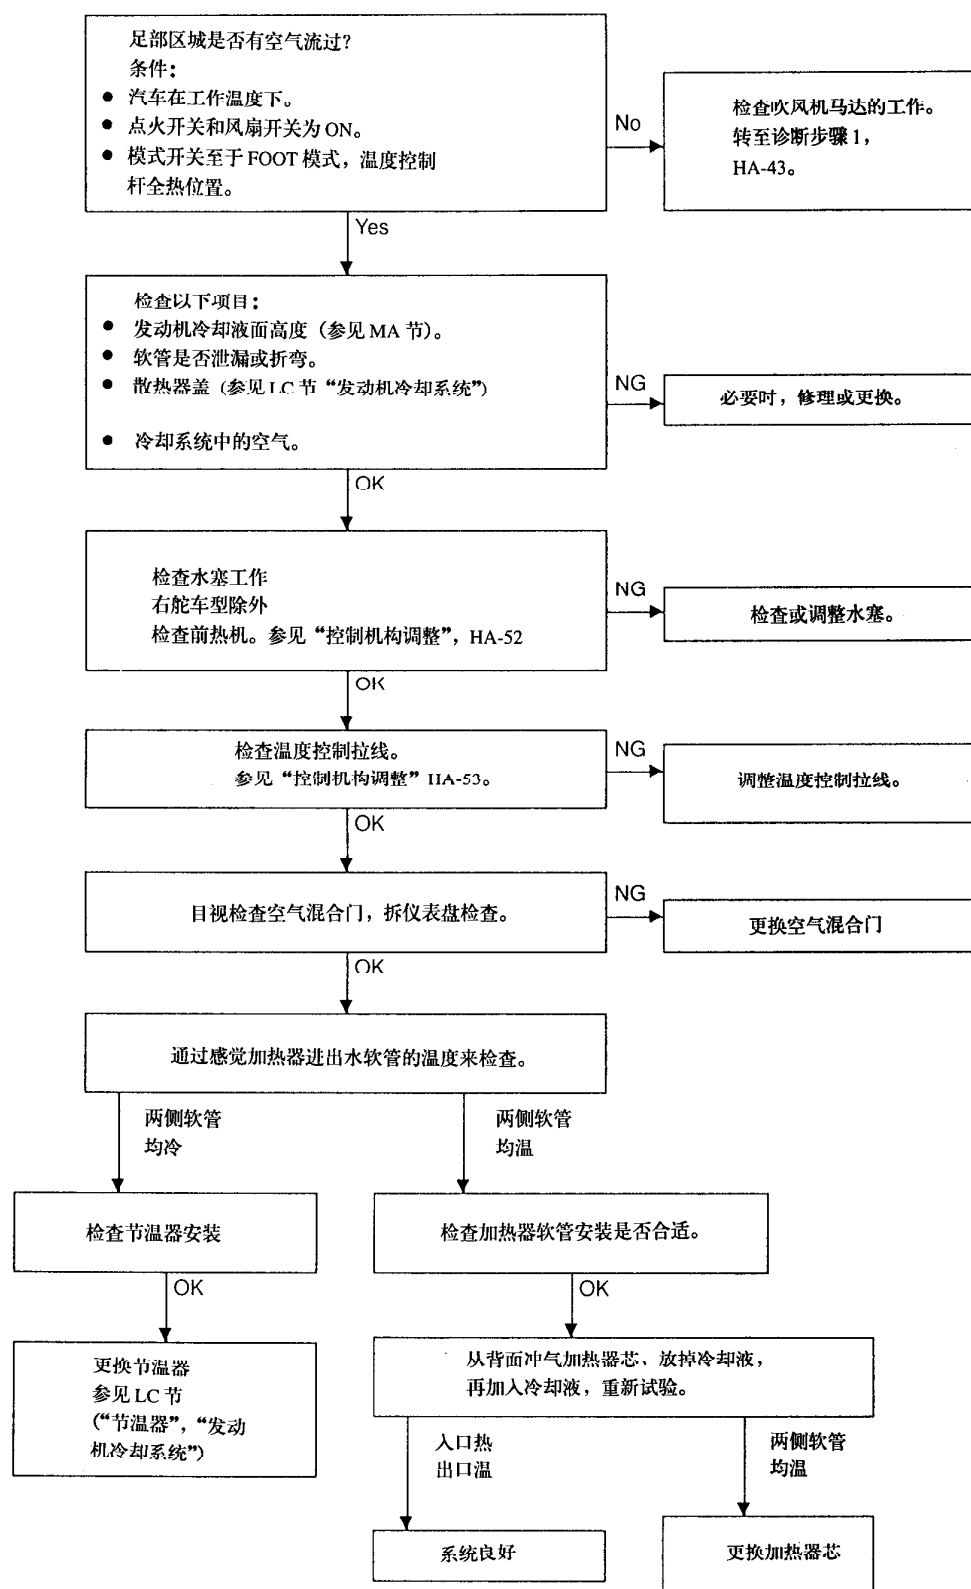 足部区城是否有空气流过？
条件：
● 汽车在工作温度下。
● 点火开关和风扇开关为 ON。
● 模式开关至于 FOOT 模式，温度控制
杆全热位置。
No
检查吹风机马达的工作。
转至诊断步骤 1，
HA-43。
Yes
检查以下项目：
● 发动机冷却液面高度（参见 MA 节）。
● 软管是否泄漏或折弯。
● 散热器盖（参见 LC 节“发动机冷却系统”）
● 冷却系统中的空气。
NG
必要时，修理或更换。
OK
检查水塞工作
右舵车型除外
检查前热机。参见“控制机构调整”，HA-52
NG
检查或调整水塞。
OK
检查温度控制拉线。
参见“控制机构调整”HA-53。
NG
调整温度控制拉线。
OK
目视检查空气混合门，拆仪表盘检查。
NG
更换空气混合门
OK
通过感觉加热器进出水软管的温度来检查。
两侧软管
均冷
两侧软管
均温
检查节温器安装
检查加热器软管安装是否合适。
OK
OK
更换节温器
参见 LC 节
（“节温器”，“发动
机冷却系统”）
从背面冲气加热器芯、放掉冷却液，
再加入冷却液，重新试验。
入口热
出口温
两侧软管
均温
系统良好
更换加热器芯